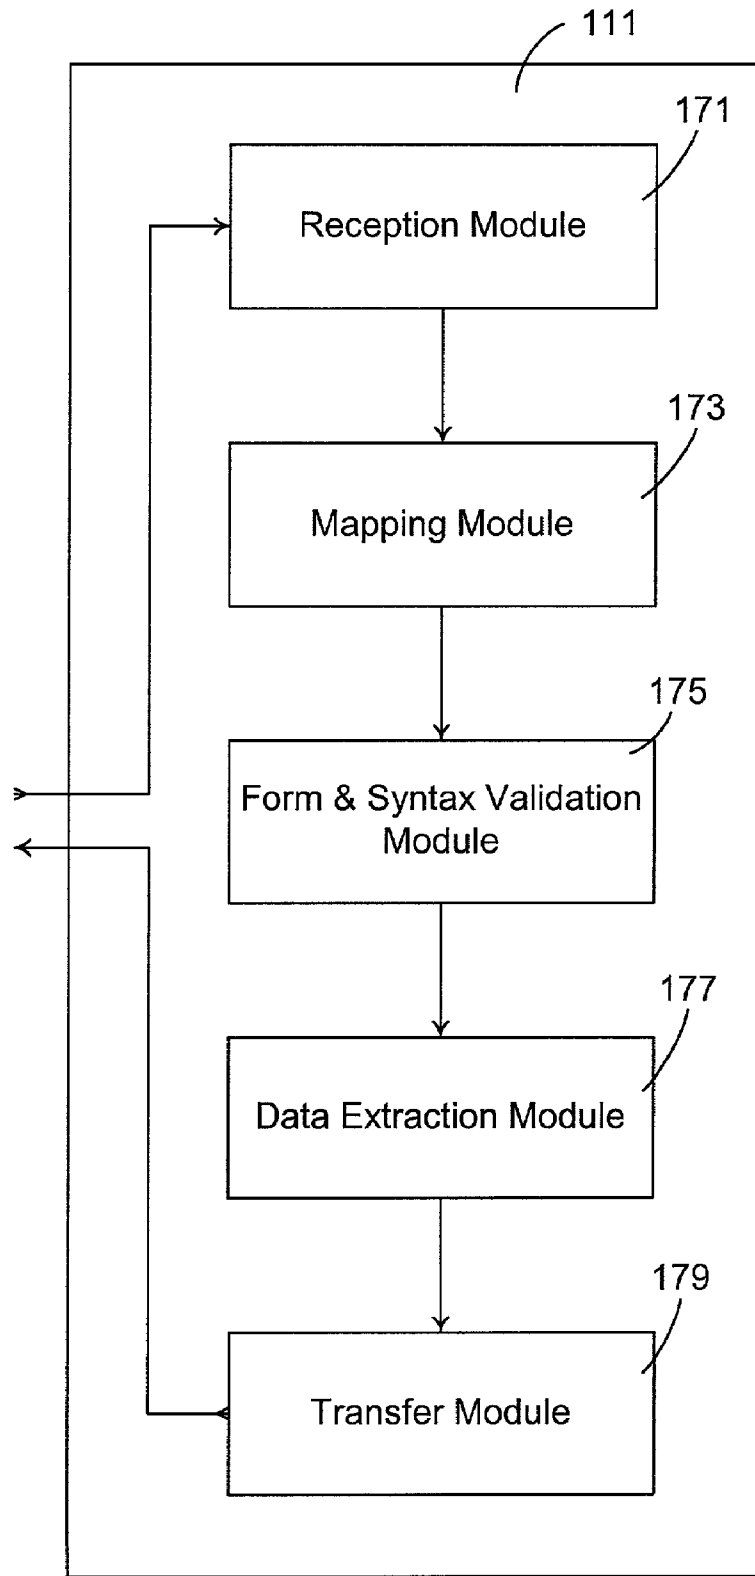 111
171
Reception Module
173
Mapping Module
175
Form & Syntax Validation
Module
177
Data Extraction Module
179
Transfer Module